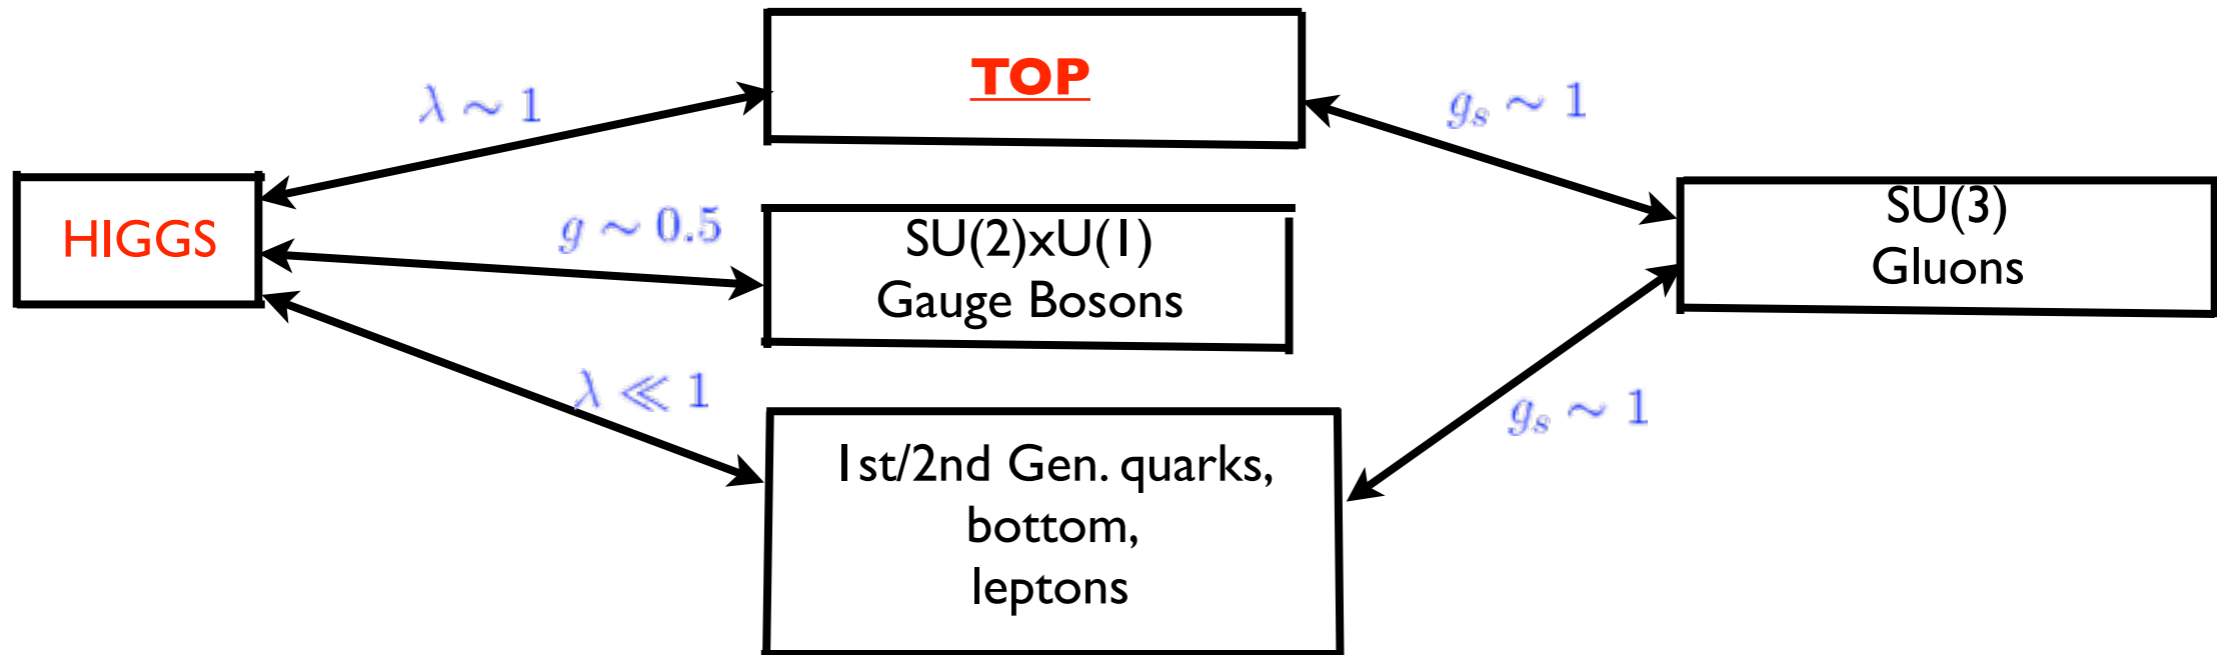 TOP
λ ∼ 1
g_s ∼ 1
HIGGS
g ∼ 0.5
SU(2)xU(1)
Gauge Bosons
SU(3)
Gluons
λ ≪ 1
g_s ∼ 1
1st/2nd Gen. quarks,
bottom,
leptons